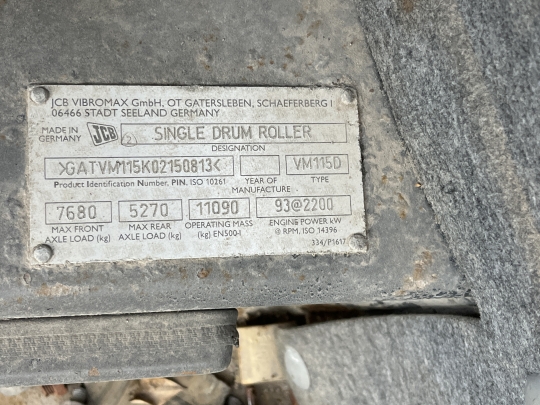 JCB VIBROMAX GmbH, OT GATERSLEBEN, SCHAEFERBERG 1
06466 STADT SEELAND GERMANY
MADE IN GERMANY JCB 2 SINGLE DRUM ROLLER
DESIGNATION
>GATVM115K02150813< VM115D
Product Identification Number. PIN, ISO 10261 YEAR OF MANUFACTURE TYPE
7680 5270 11090 93@2200
MAX FRONT AXLE LOAD (kg) MAX REAR AXLE LOAD (kg) OPERATING MASS (kg) EN500-1 ENGINE POWER kW @ RPM, ISO 14396
334/P1617